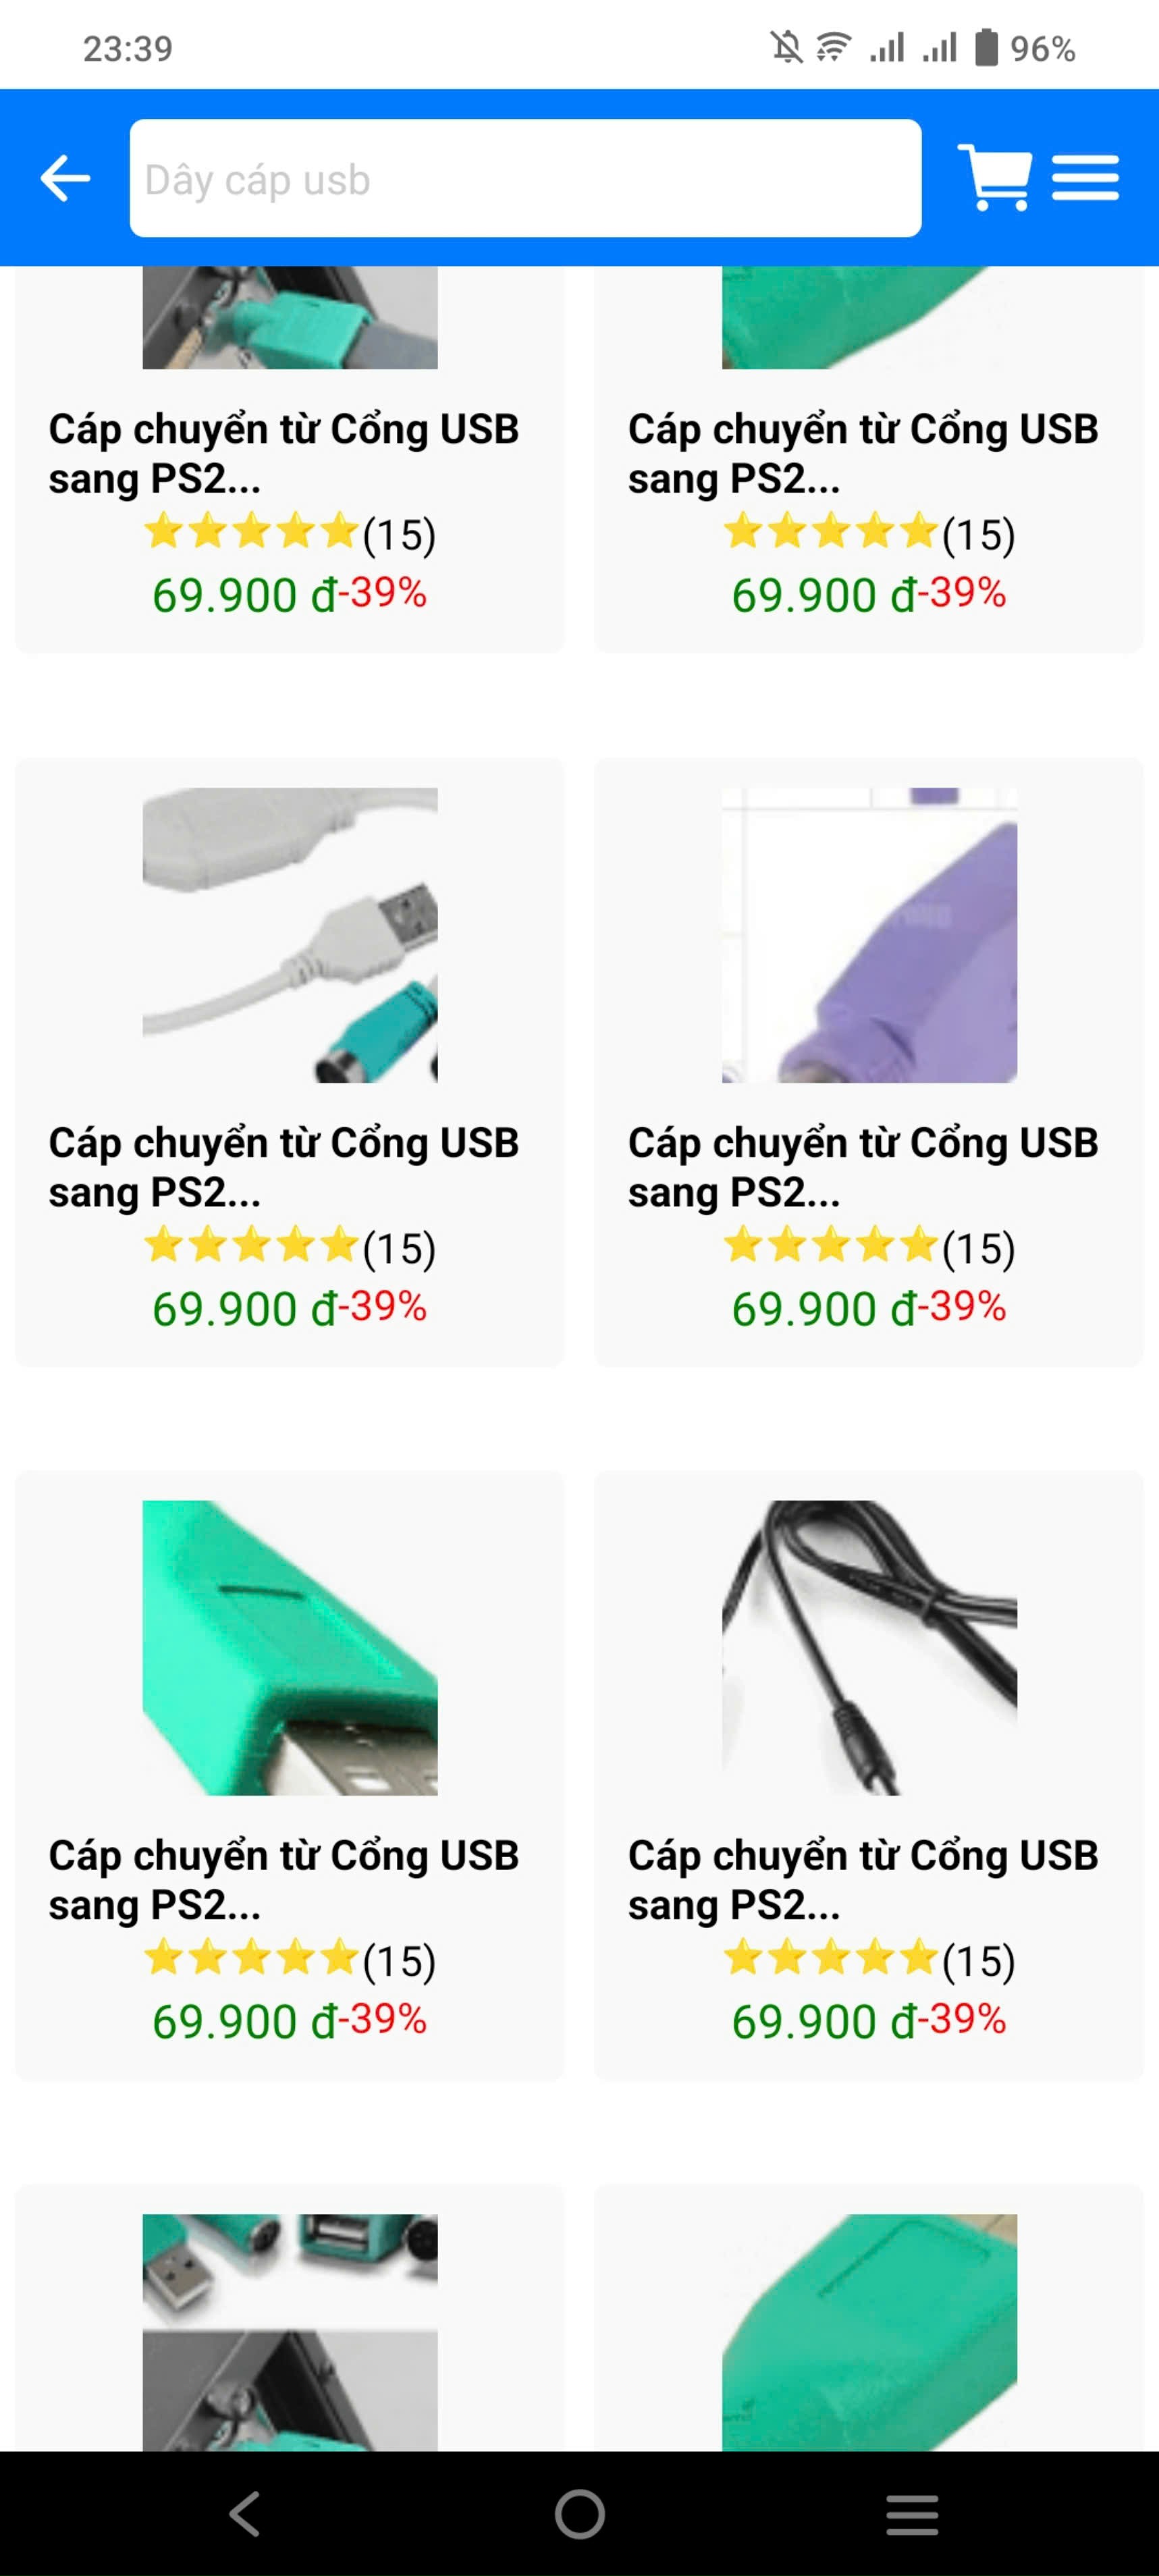 23:39
96%
Dây cáp usb
Cáp chuyển từ Cổng USB
sang PS2...
⭐⭐⭐⭐⭐(15)
69.900 đ-39%
Cáp chuyển từ Cổng USB
sang PS2...
⭐⭐⭐⭐⭐(15)
69.900 đ-39%
Cáp chuyển từ Cổng USB
sang PS2...
⭐⭐⭐⭐⭐(15)
69.900 đ-39%
Cáp chuyển từ Cổng USB
sang PS2...
⭐⭐⭐⭐⭐(15)
69.900 đ-39%
Cáp chuyển từ Cổng USB
sang PS2...
⭐⭐⭐⭐⭐(15)
69.900 đ-39%
Cáp chuyển từ Cổng USB
sang PS2...
⭐⭐⭐⭐⭐(15)
69.900 đ-39%